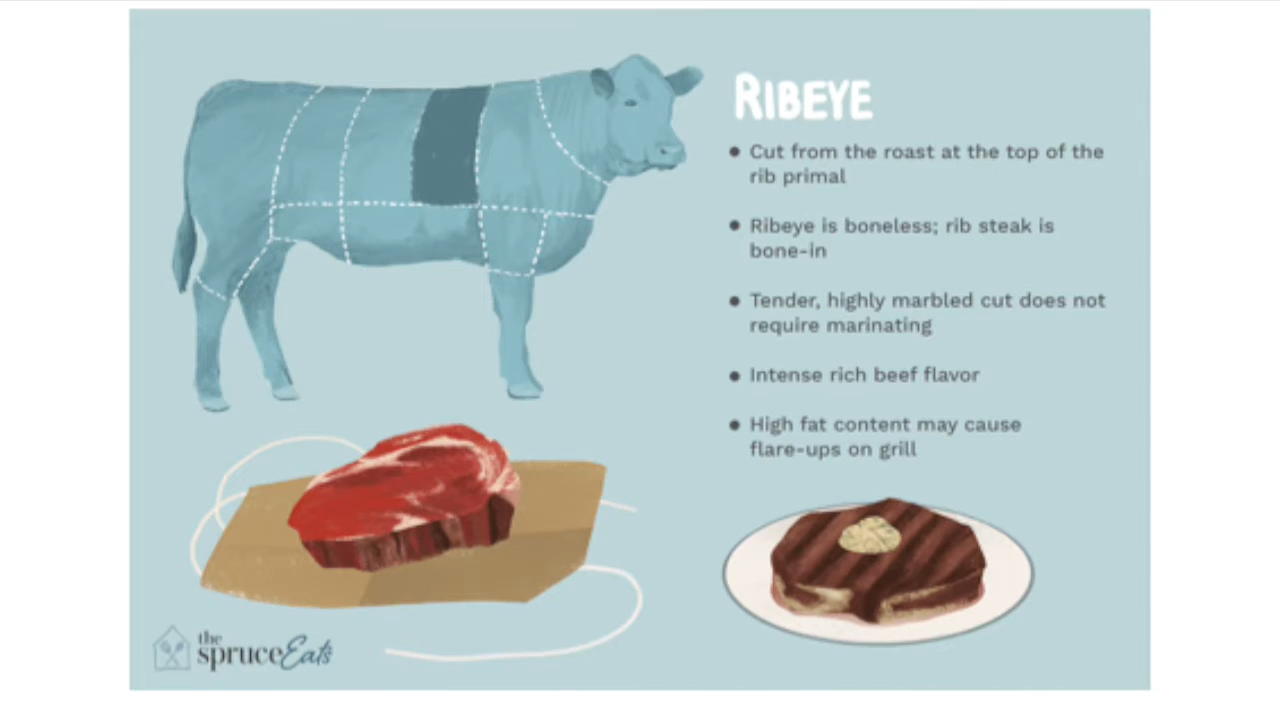 RIBEYE
• Cut from the roast at the top of the
rib primal
• Ribeye is boneless; rib steak is
bone-in
• Tender, highly marbled cut does not
require marinating
• Intense rich beef flavor
• High fat content may cause
flare-ups on grill
the
spruceEats